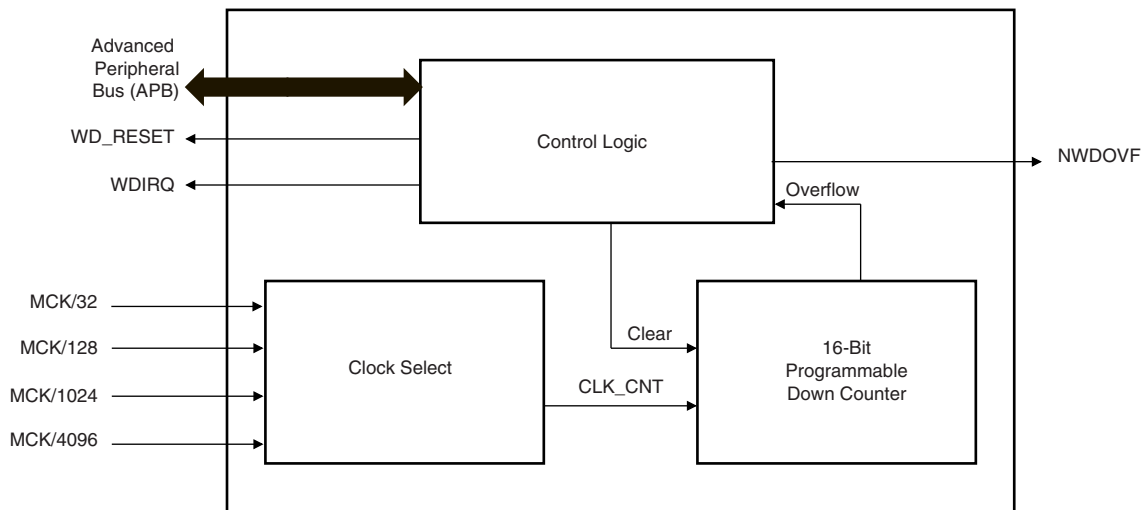 Advanced
Peripheral
Bus (APB)
WD_RESET
WDIRQ
Control Logic
NWDOVF
Overflow
MCK/32
MCK/128
MCK/1024
MCK/4096
Clock Select
Clear
CLK_CNT
16-Bit
Programmable
Down Counter